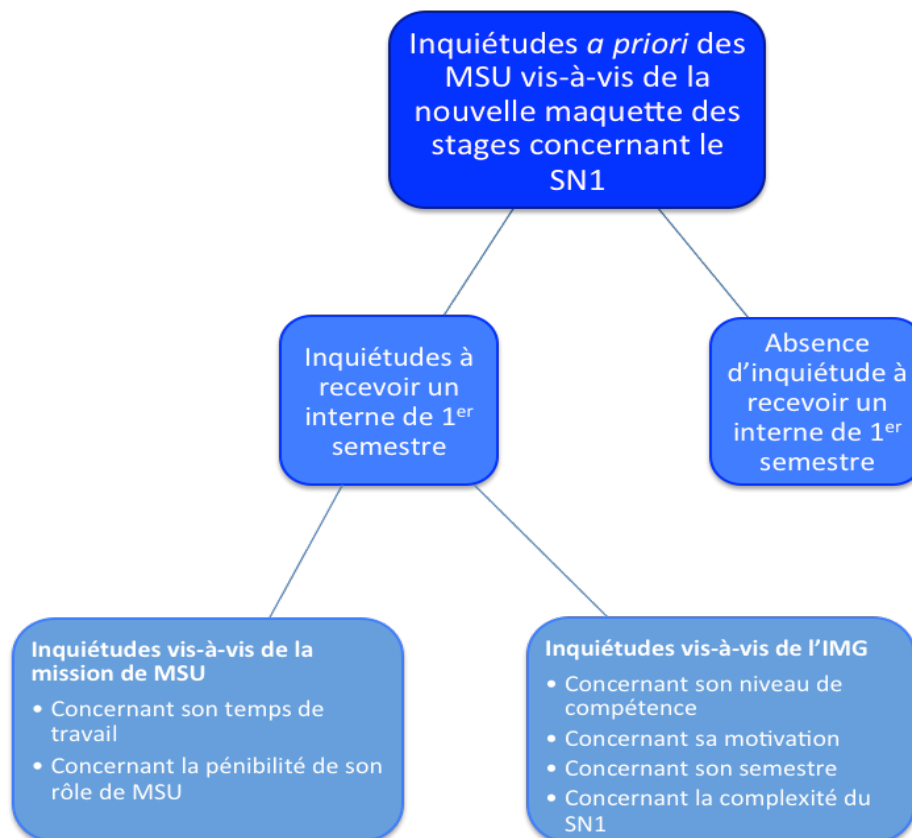 Inquiétudes a priori des
MSU vis-à-vis de la
nouvelle maquette des
stages concernant le
SN1
Inquiétudes à
recevoir un
interne de 1er
semestre
Absence
d'inquiétude à
recevoir un
interne de 1er
semestre
Inquiétudes vis-à-vis de la
mission de MSU
• Concernant son temps de
travail
• Concernant la pénibilité de son
rôle de MSU
Inquiétudes vis-à-vis de l'IMG
• Concernant son niveau de
compétence
• Concernant sa motivation
• Concernant son semestre
• Concernant la complexité du
SN1